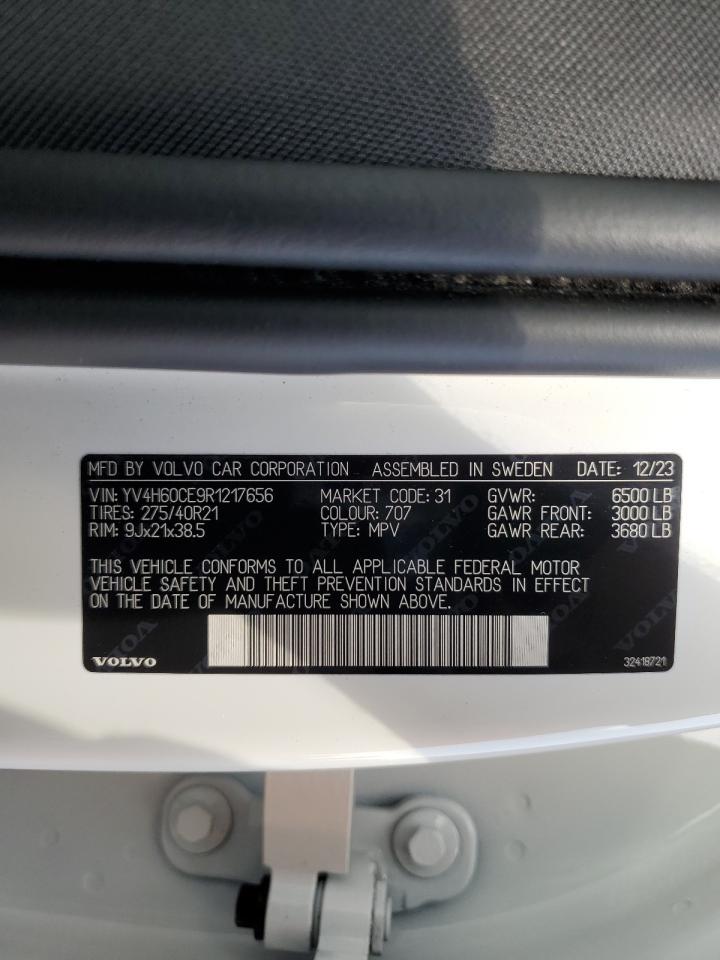 MFD BY VOLVO CAR CORPORATION ASSEMBLED IN SWEDEN DATE: 12/23
VIN: YV4H60CE9R1217656 MARKET CODE: 31 GVWR: 6500 LB
TIRES: 275/40R21 COLOUR: 707 GAWR FRONT: 3000 LB
RIM: 9Jx21x38.5 TYPE: MPV GAWR REAR: 3680 LB
THIS VEHICLE CONFORMS TO ALL APPLICABLE FEDERAL MOTOR
VEHICLE SAFETY AND THEFT PREVENTION STANDARDS IN EFFECT
ON THE DATE OF MANUFACTURE SHOWN ABOVE.
VOLVO 32418721